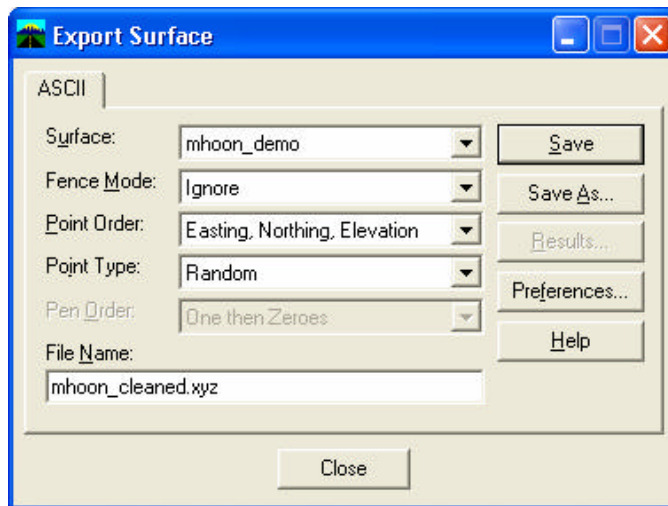 Export Surface
ASCII
Surface: mhoon_demo Save
Fence Mode: Ignore Save As...
Point Order: Easting, Northing, Elevation Results...
Point Type: Random Preferences...
Pen Order: One then Zeroes Help
File Name:
mhoon_cleaned.xyz
Close